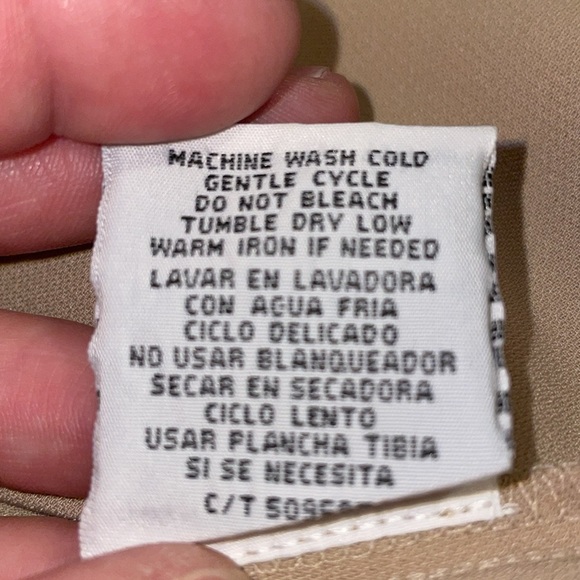 MACHINE WASH COLD
GENTLE CYCLE
DO NOT BLEACH
TUMBLE DRY LOW
WARM IRON IF NEEDED
LAVAR EN LAVADORA
CON AGUA FRIA
CICLO DELICADO
NO USAR BLANQUEADOR
SECAR EN SECADORA
CICLO LENTO
USAR PLANCHA TIBIA
SI SE NECESITA
C/T